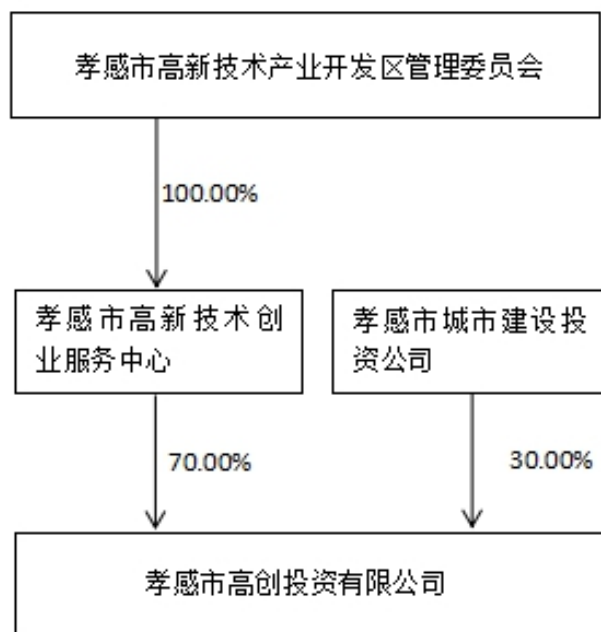 孝感市高新技术产业开发区管理委员会
100.00%
孝感市高新技术创
业服务中心
孝感市城市建设投
资公司
70.00%
30.00%
孝感市高创投资有限公司